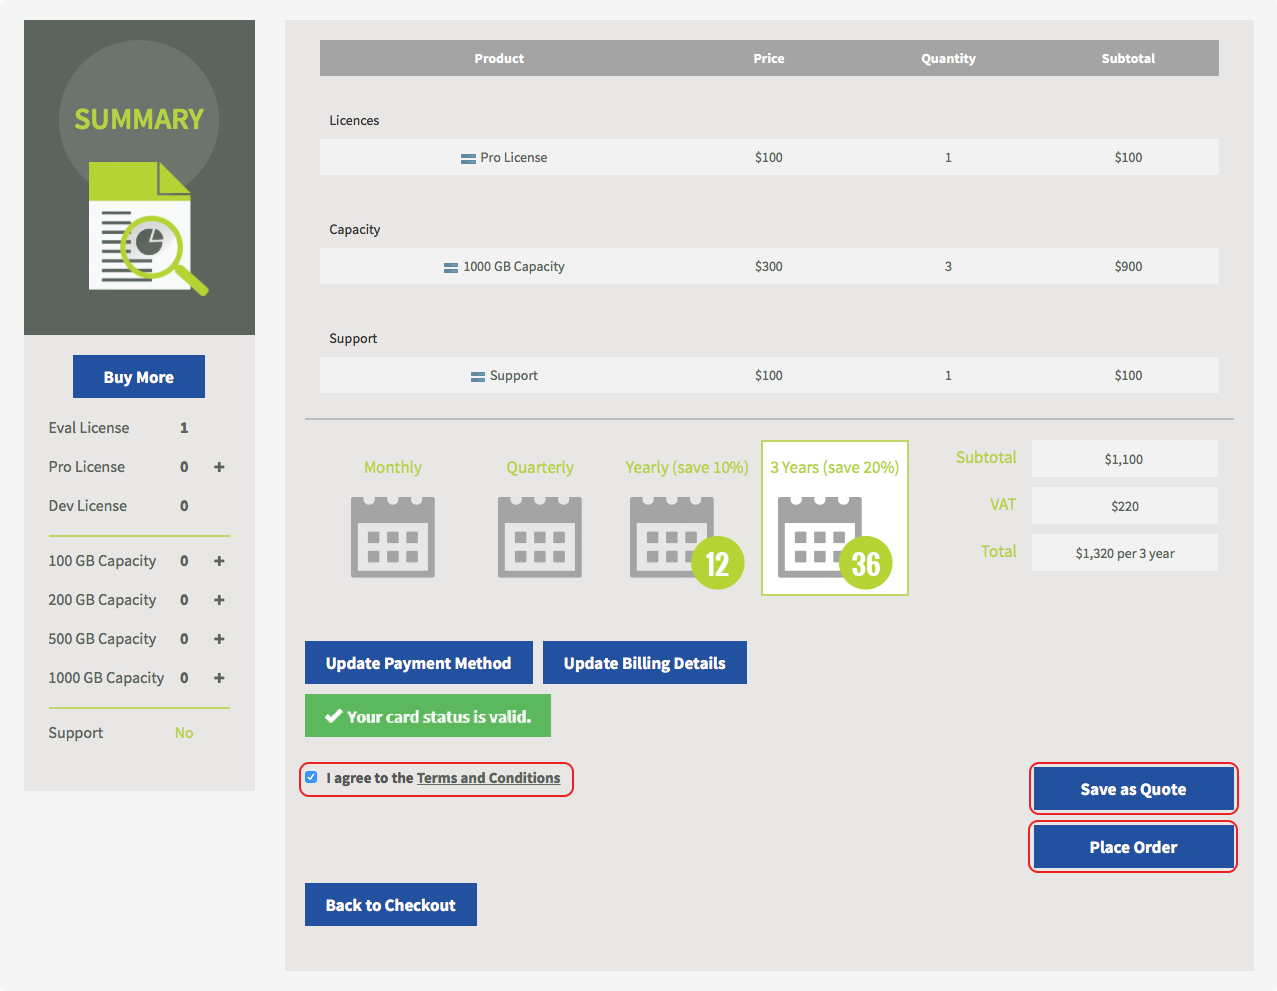 SUMMARY
Buy More
Eval License 1
Pro License 0 +
Dev License 0
100 GB Capacity 0 +
200 GB Capacity 0 +
500 GB Capacity 0 +
1000 GB Capacity 0 +
Support No
Product Price Quantity Subtotal
Licences
Pro License $100 1 $100
Capacity
1000 GB Capacity $300 3 $900
Support
Support $100 1 $100
Monthly Quarterly Yearly (save 10%) 3 Years (save 20%)
12 36
Subtotal $1,100
VAT $220
Total $1,320 per 3 year
Update Payment Method Update Billing Details
Your card status is valid.
I agree to the Terms and Conditions
Save as Quote
Place Order
Back to Checkout